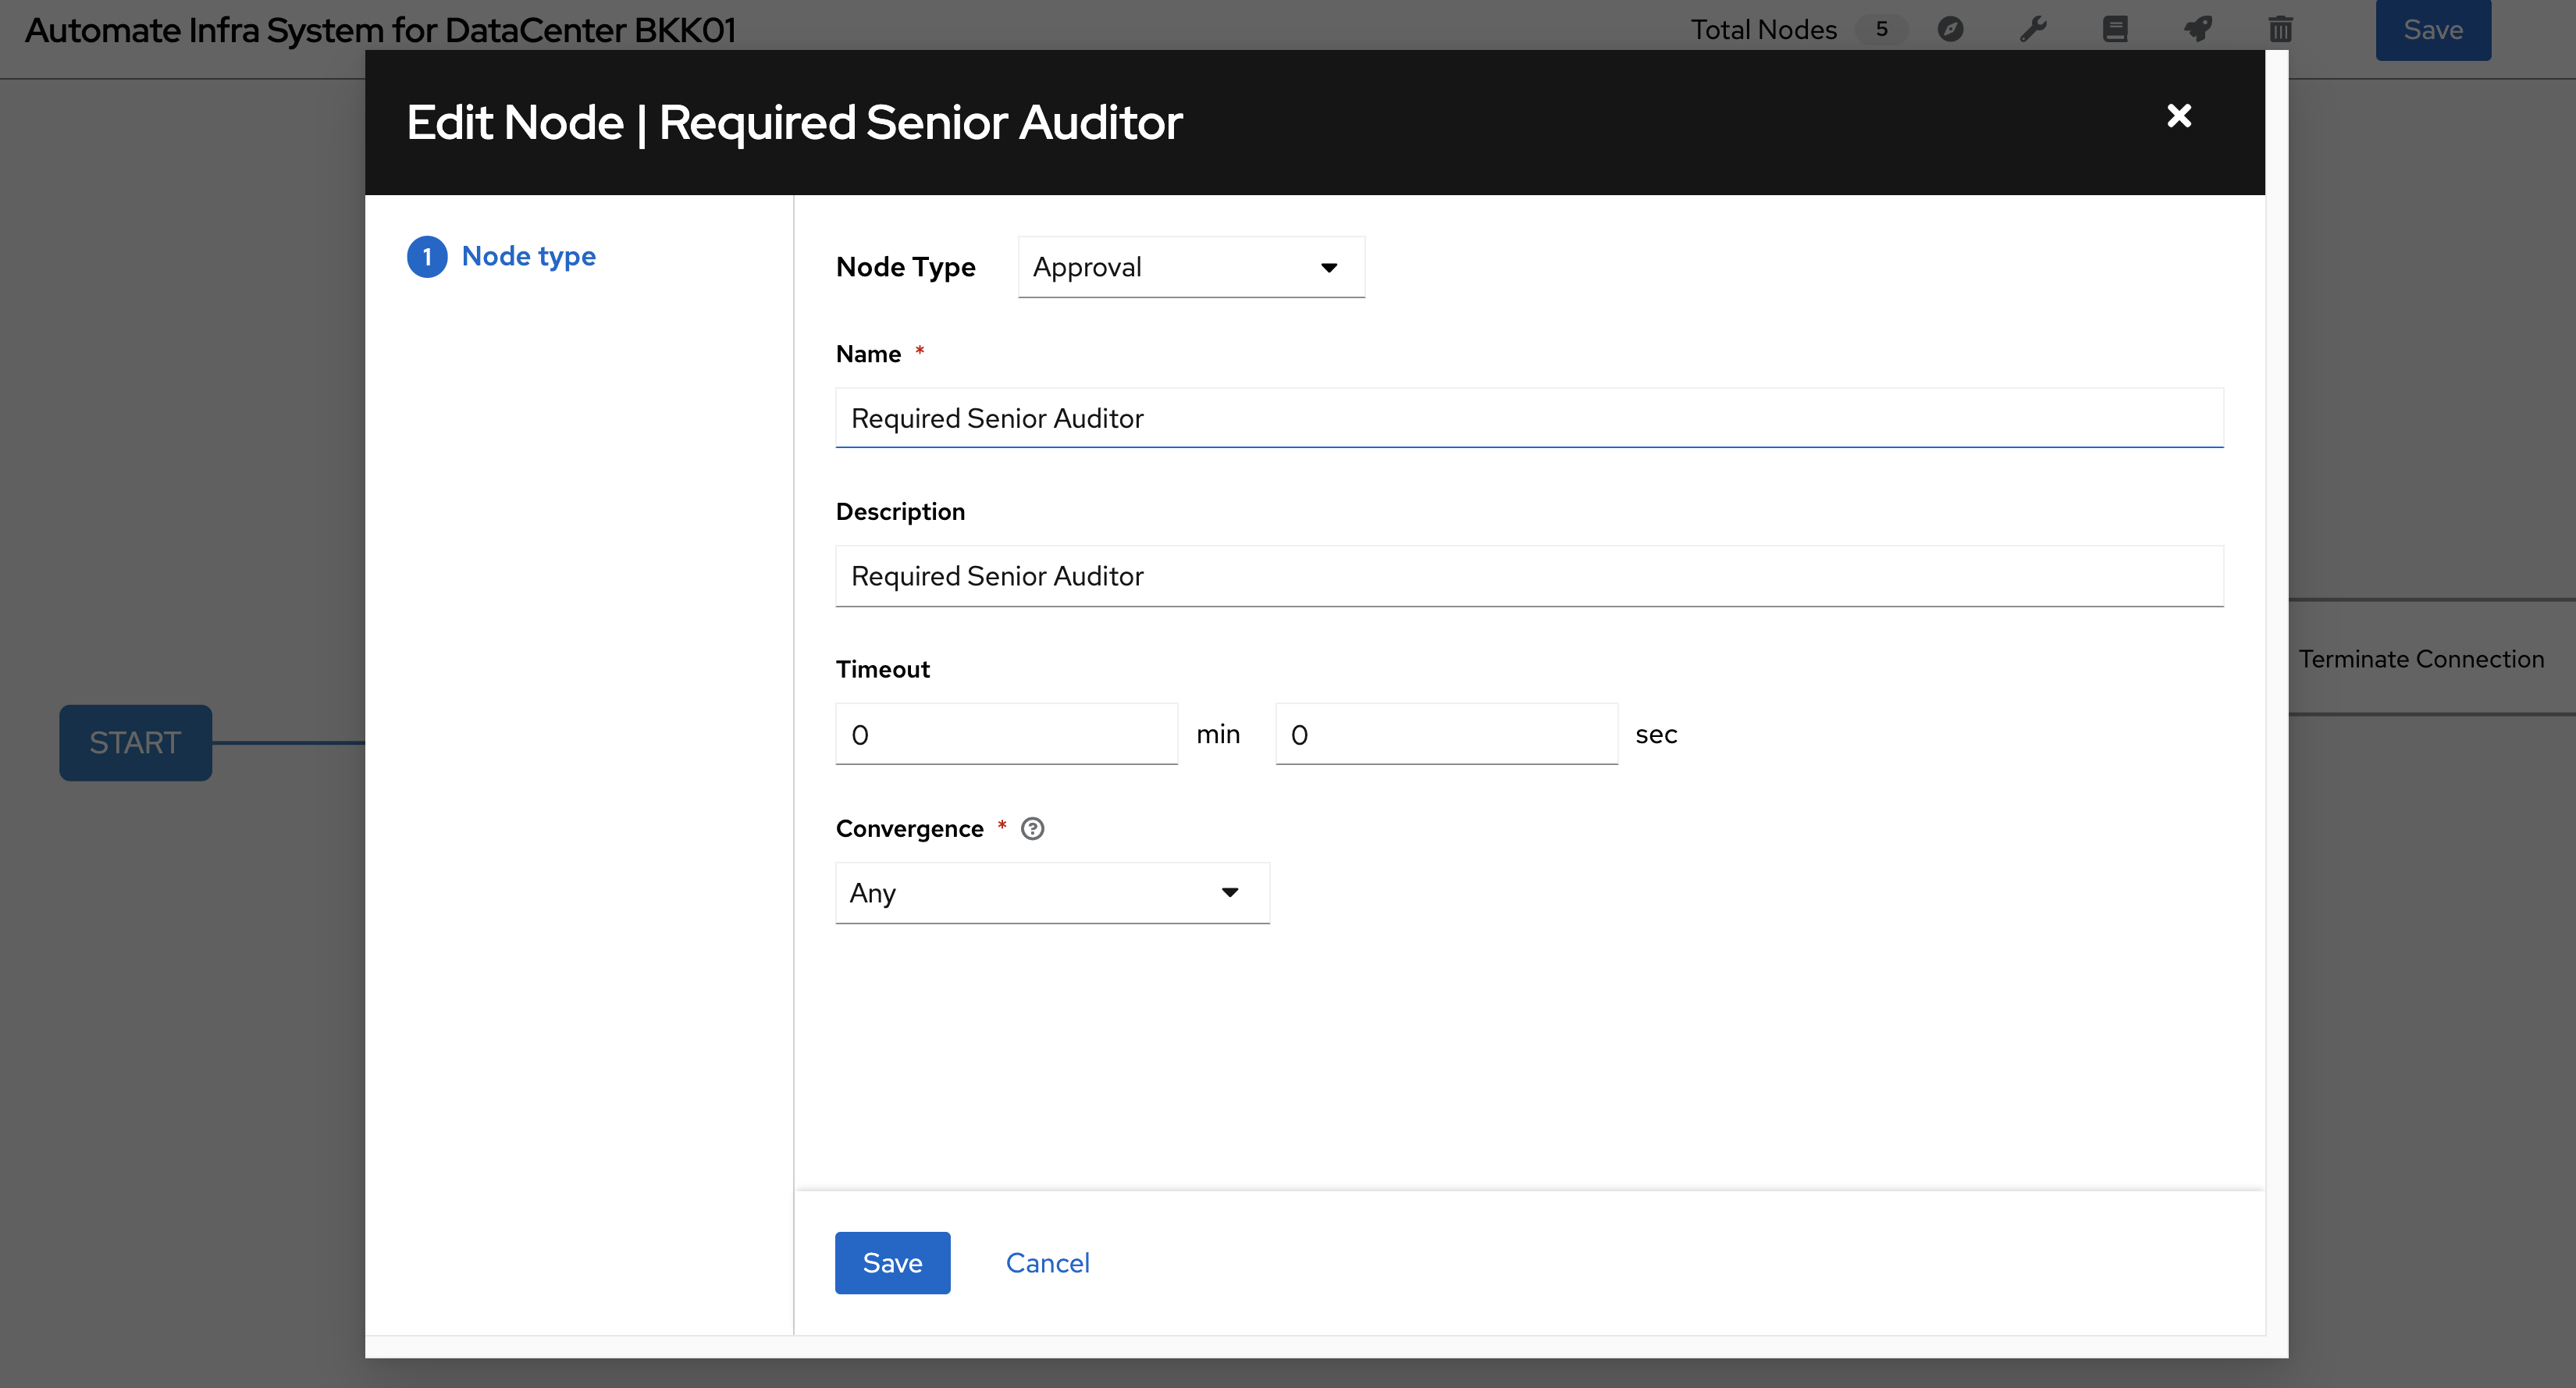 Automate Infra System for DataCenter BKK01
Total Nodes 5
Save
Edit Node | Required Senior Auditor
1 Node type
Node Type Approval
Name *
Required Senior Auditor
Description
Required Senior Auditor
Timeout
0 min 0 sec
Convergence *
Any
Save Cancel
START
Terminate Connection